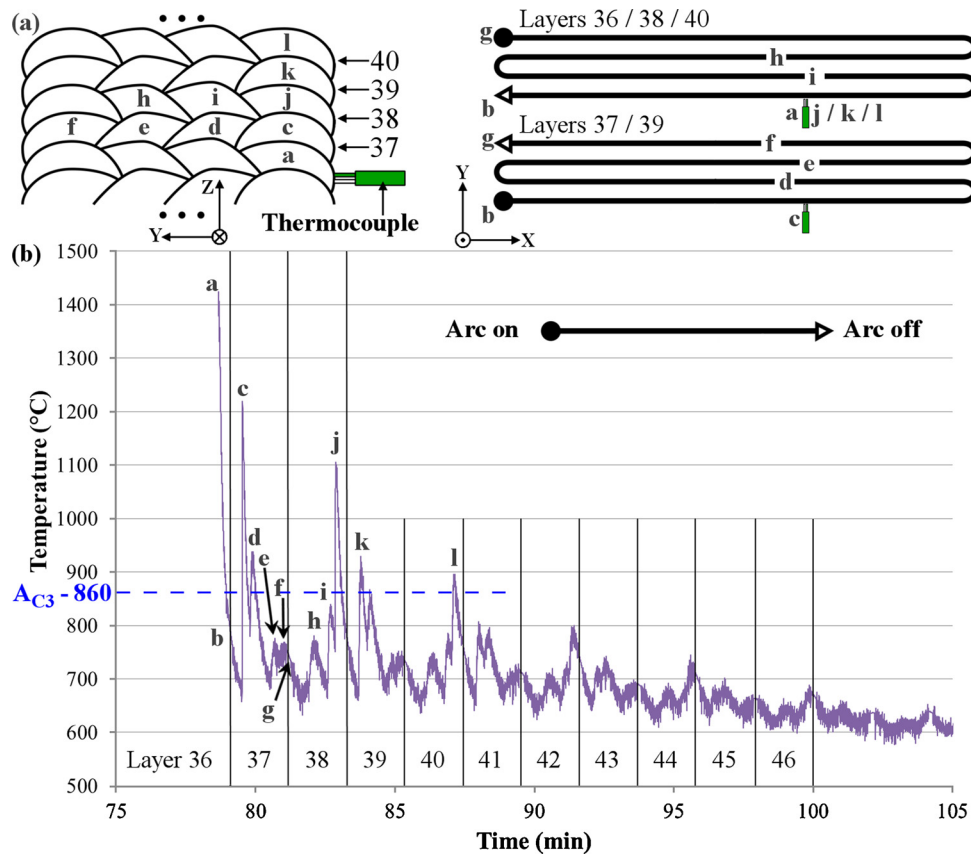 (a)
• • •
l
k
h i j
f e d c
a
40
39
38
37
Z
Y
Thermocouple
• • •
Layers 36 / 38 / 40
g
h
i
b
a j / k / l
Layers 37 / 39
g
f
e
d
b
c
Y
X
(b)
Temperature (°C)
1500
1400
1300
1200
1100
1000
900
800
700
600
500
A_C3 - 860
a
b
c
d
e
f
g
h
i
j
k
l
Arc on Arc off
Layer 36 37 38 39 40 41 42 43 44 45 46
75 80 85 90 95 100 105
Time (min)